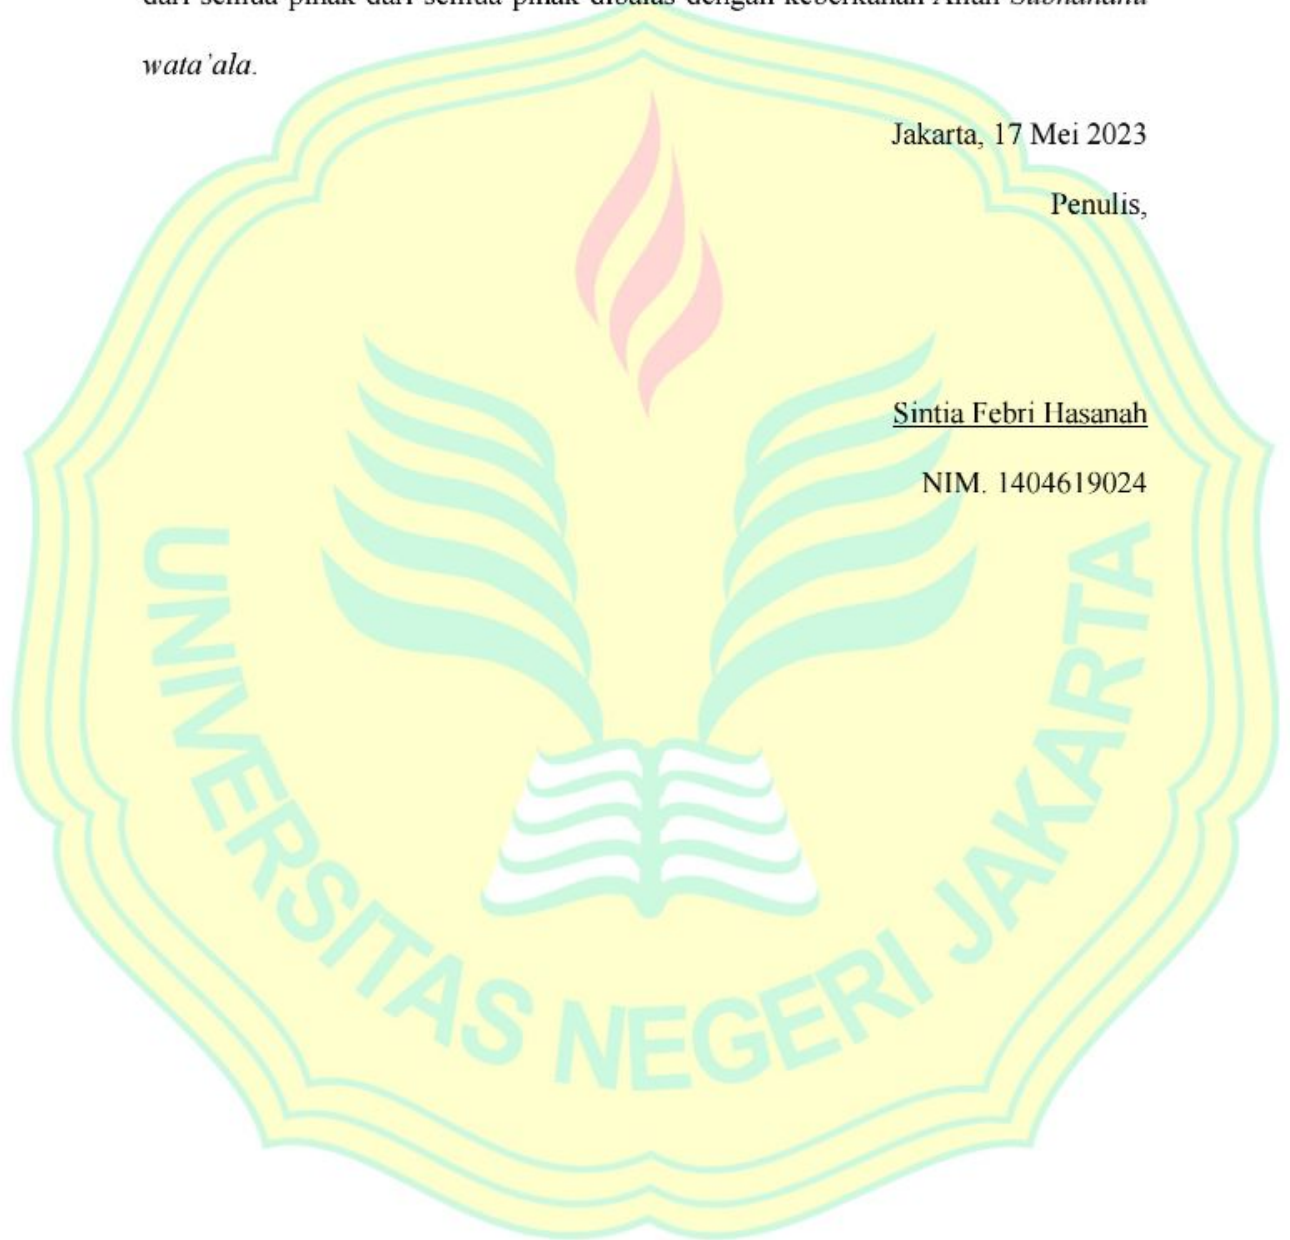 dari semua pihak dari semua pihak dibalas dengan keberkahan Allah Subhanahu
wata’ala.
Jakarta, 17 Mei 2023
Penulis,
Sintia Febri Hasanah
NIM. 1404619024
UNIVERSITAS NEGERI JAKARTA